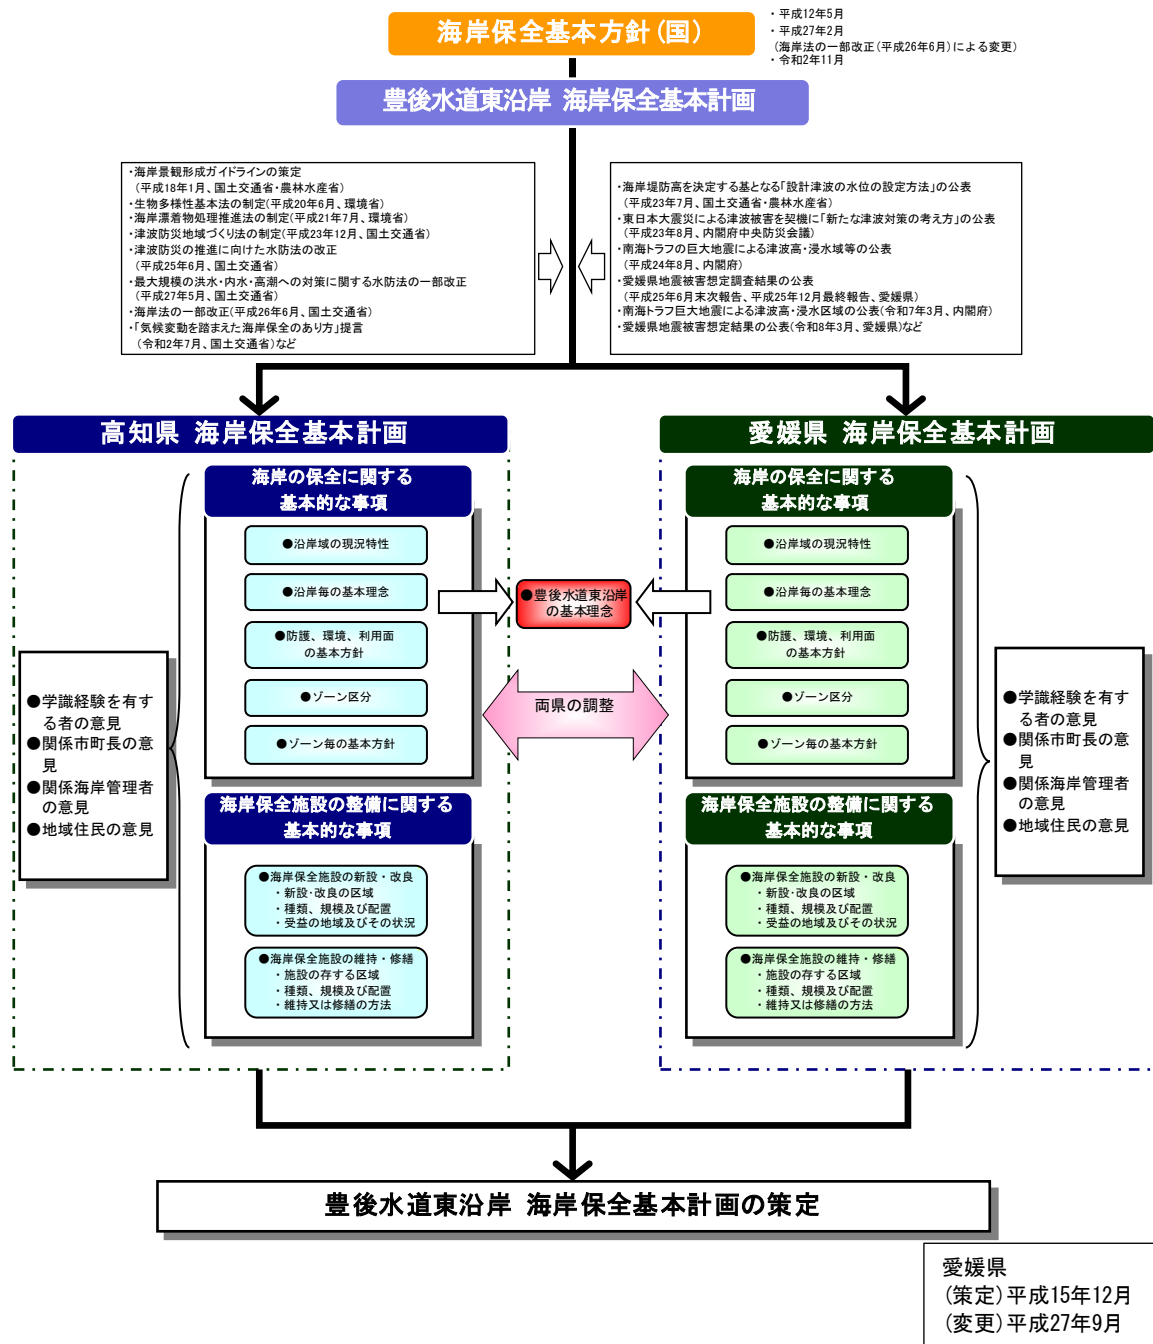 海岸保全基本方針(国)
・平成12年5月
・平成27年2月
(海岸法の一部改正(平成26年6月)による変更)
・令和2年11月
豊後水道東沿岸 海岸保全基本計画
・海岸景観形成ガイドラインの策定
(平成18年1月、国土交通省・農林水産省)
・生物多様性基本法の制定(平成20年6月、環境省)
・海岸漂着物処理推進法の制定(平成21年7月、環境省)
・津波防災地域づくり法の制定(平成23年12月、国土交通省)
・津波防災の推進に向けた水防法の改正
(平成25年6月、国土交通省)
・最大規模の洪水・内水・高潮への対策に関する水防法の一部改正
(平成27年5月、国土交通省)
・海岸法の一部改正(平成26年6月、国土交通省)
・「気候変動を踏まえた海岸保全のあり方」提言
(令和2年7月、国土交通省)など
・海岸堤防高を決定する基となる「設計津波の水位の設定方法」の公表
(平成23年7月、国土交通省・農林水産省)
・東日本大震災による津波被害を契機に「新たな津波対策の考え方」の公表
(平成23年8月、内閣府中央防災会議)
・南海トラフの巨大地震による津波高・浸水域等の公表
(平成24年8月、内閣府)
・愛媛県地震被害想定調査結果の公表
(平成25年6月末次報告、平成25年12月最終報告、愛媛県)
・南海トラフ巨大地震による津波高・浸水区域の公表(令和7年3月、内閣府)
・愛媛県地震被害想定結果の公表(令和8年3月、愛媛県)など
高知県 海岸保全基本計画
海岸の保全に関する
基本的な事項
●沿岸域の現況特性
●沿岸毎の基本理念
●防護、環境、利用面
の基本方針
●ゾーン区分
●ゾーン毎の基本方針
●学識経験を有す
る者の意見
●関係市町長の意
見
●関係海岸管理者
の意見
●地域住民の意見
海岸保全施設の整備に関する
基本的な事項
●海岸保全施設の新設・改良
・新設・改良の区域
・種類、規模及び配置
・受益の地域及びその状況
●海岸保全施設の維持・修繕
・施設の存する区域
・種類、規模及び配置
・維持又は修繕の方法
●豊後水道東沿岸
の基本理念
両県の調整
愛媛県 海岸保全基本計画
海岸の保全に関する
基本的な事項
●沿岸域の現況特性
●沿岸毎の基本理念
●防護、環境、利用面
の基本方針
●ゾーン区分
●ゾーン毎の基本方針
●学識経験を有す
る者の意見
●関係市町長の意
見
●関係海岸管理者
の意見
●地域住民の意見
海岸保全施設の整備に関する
基本的な事項
●海岸保全施設の新設・改良
・新設・改良の区域
・種類、規模及び配置
・受益の地域及びその状況
●海岸保全施設の維持・修繕
・施設の存する区域
・種類、規模及び配置
・維持又は修繕の方法
豊後水道東沿岸 海岸保全基本計画の策定
愛媛県
(策定)平成15年12月
(変更)平成27年9月